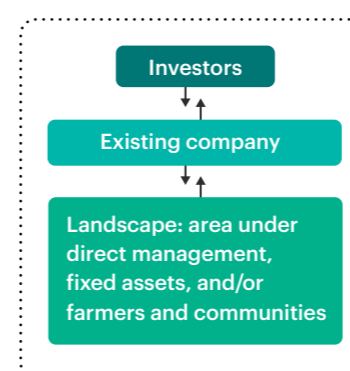 Investors
Existing company
Landscape: area under
direct management,
fixed assets, and/or
farmers and communities